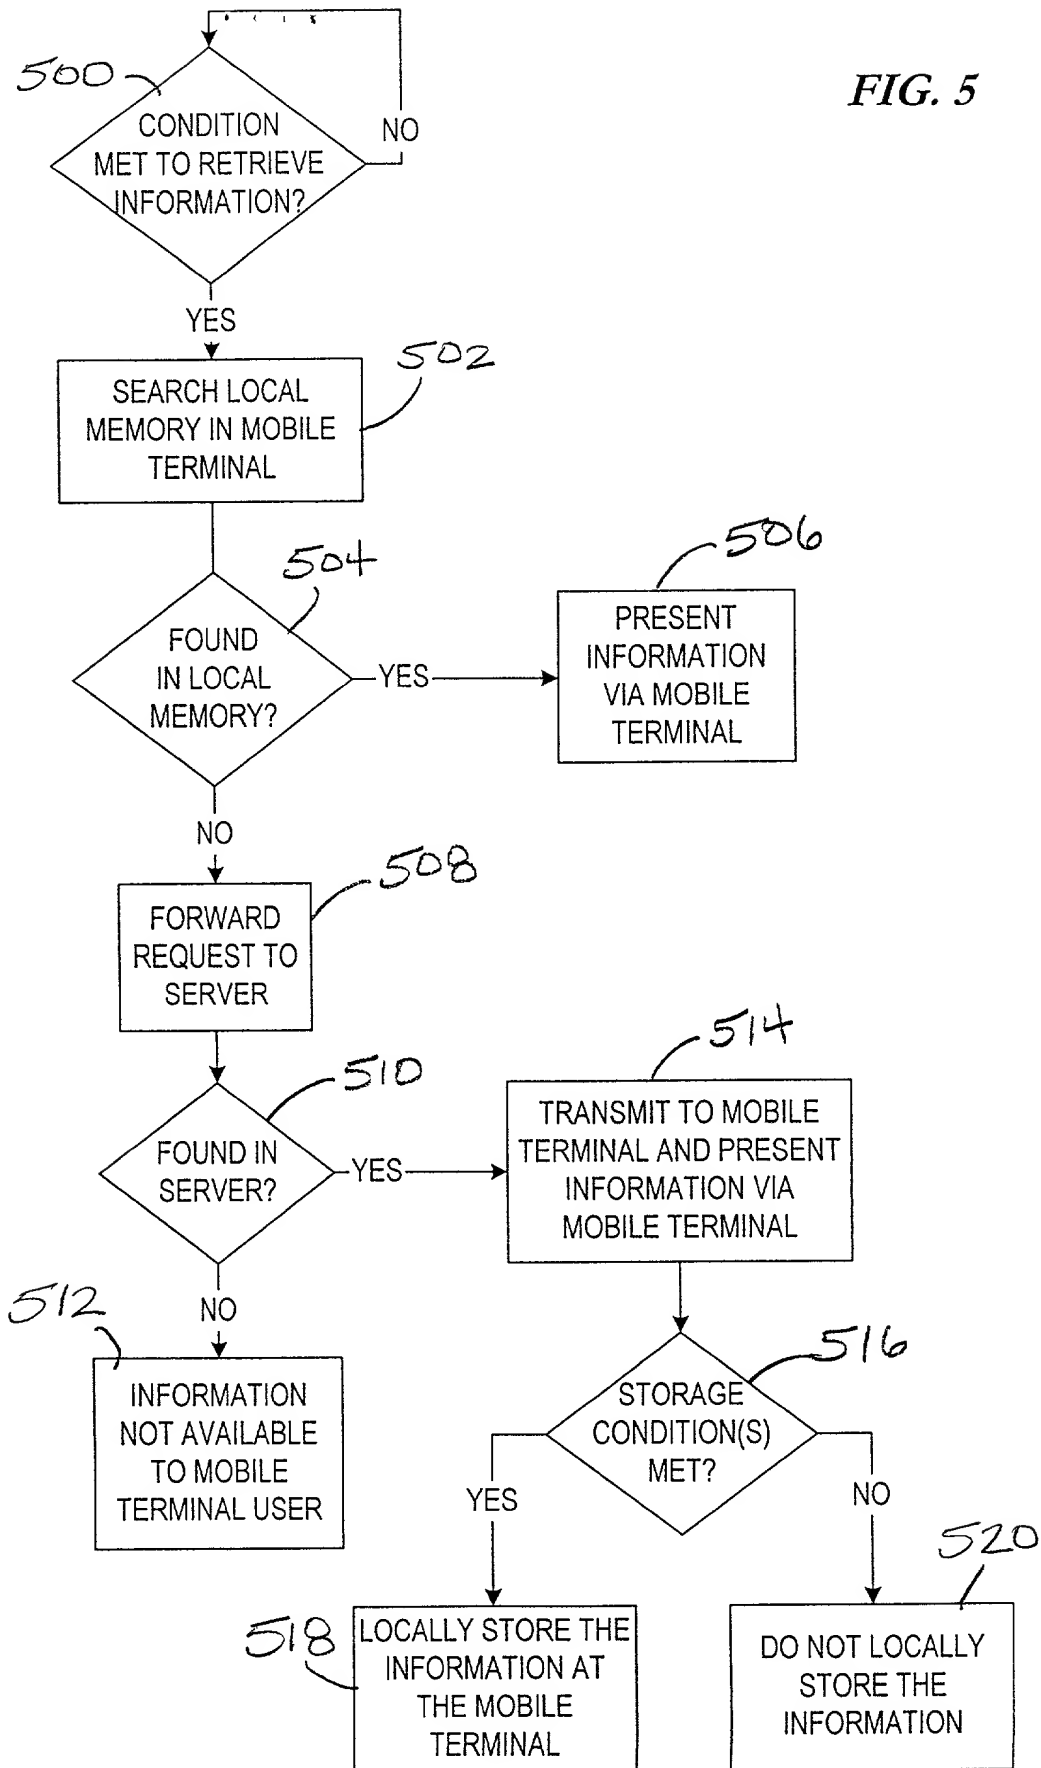 FIG. 5
500
CONDITION
MET TO RETRIEVE
INFORMATION?
NO
YES
502
SEARCH LOCAL
MEMORY IN MOBILE
TERMINAL
504
FOUND
IN LOCAL
MEMORY?
YES
506
PRESENT
INFORMATION
VIA MOBILE
TERMINAL
NO
508
FORWARD
REQUEST TO
SERVER
510
FOUND IN
SERVER?
YES
514
TRANSMIT TO MOBILE
TERMINAL AND PRESENT
INFORMATION VIA
MOBILE TERMINAL
NO
512
INFORMATION
NOT AVAILABLE
TO MOBILE
TERMINAL USER
516
STORAGE
CONDITION(S)
MET?
YES
NO
518
LOCALLY STORE THE
INFORMATION AT
THE MOBILE
TERMINAL
520
DO NOT LOCALLY
STORE THE
INFORMATION